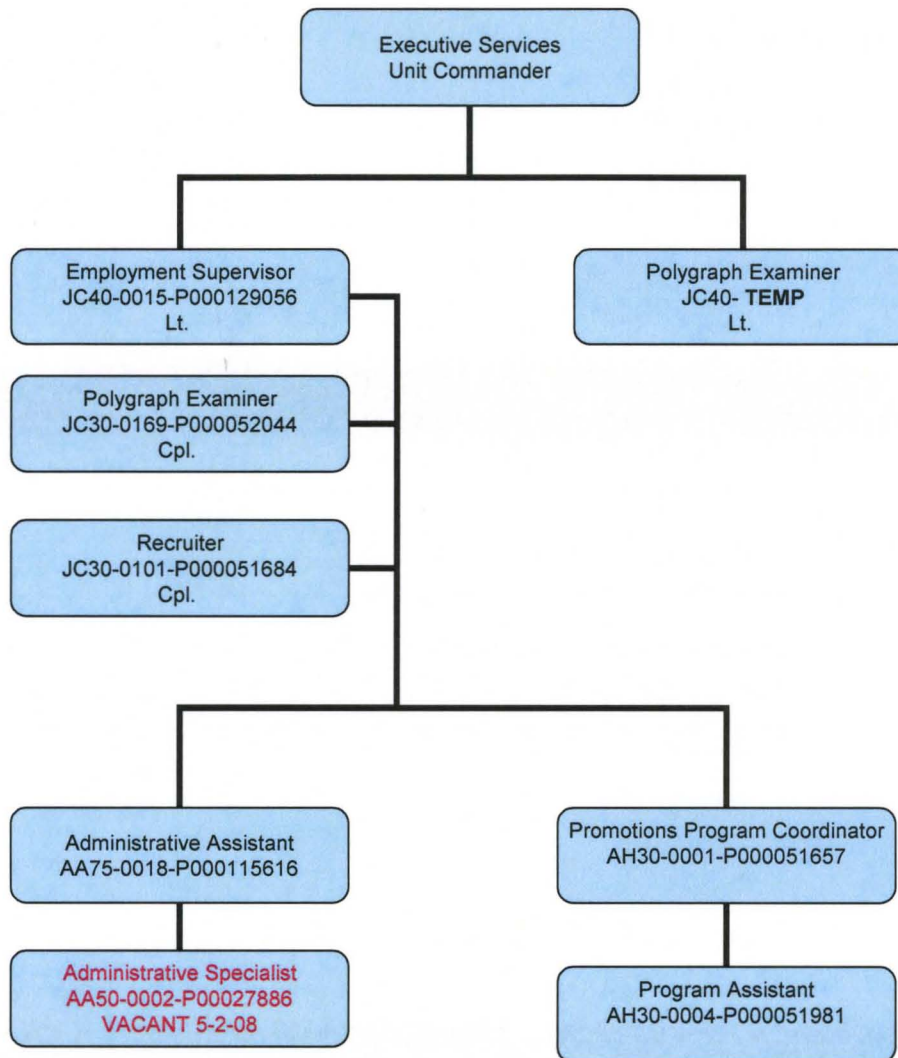 Executive Services
Unit Commander
Employment Supervisor
JC40-0015-P000129056
Lt.
Polygraph Examiner
JC40- TEMP
Lt.
Polygraph Examiner
JC30-0169-P000052044
Cpl.
Recruiter
JC30-0101-P000051684
Cpl.
Administrative Assistant
AA75-0018-P000115616
Promotions Program Coordinator
AH30-0001-P000051657
Administrative Specialist
AA50-0002-P00027886
VACANT 5-2-08
Program Assistant
AH30-0004-P000051981